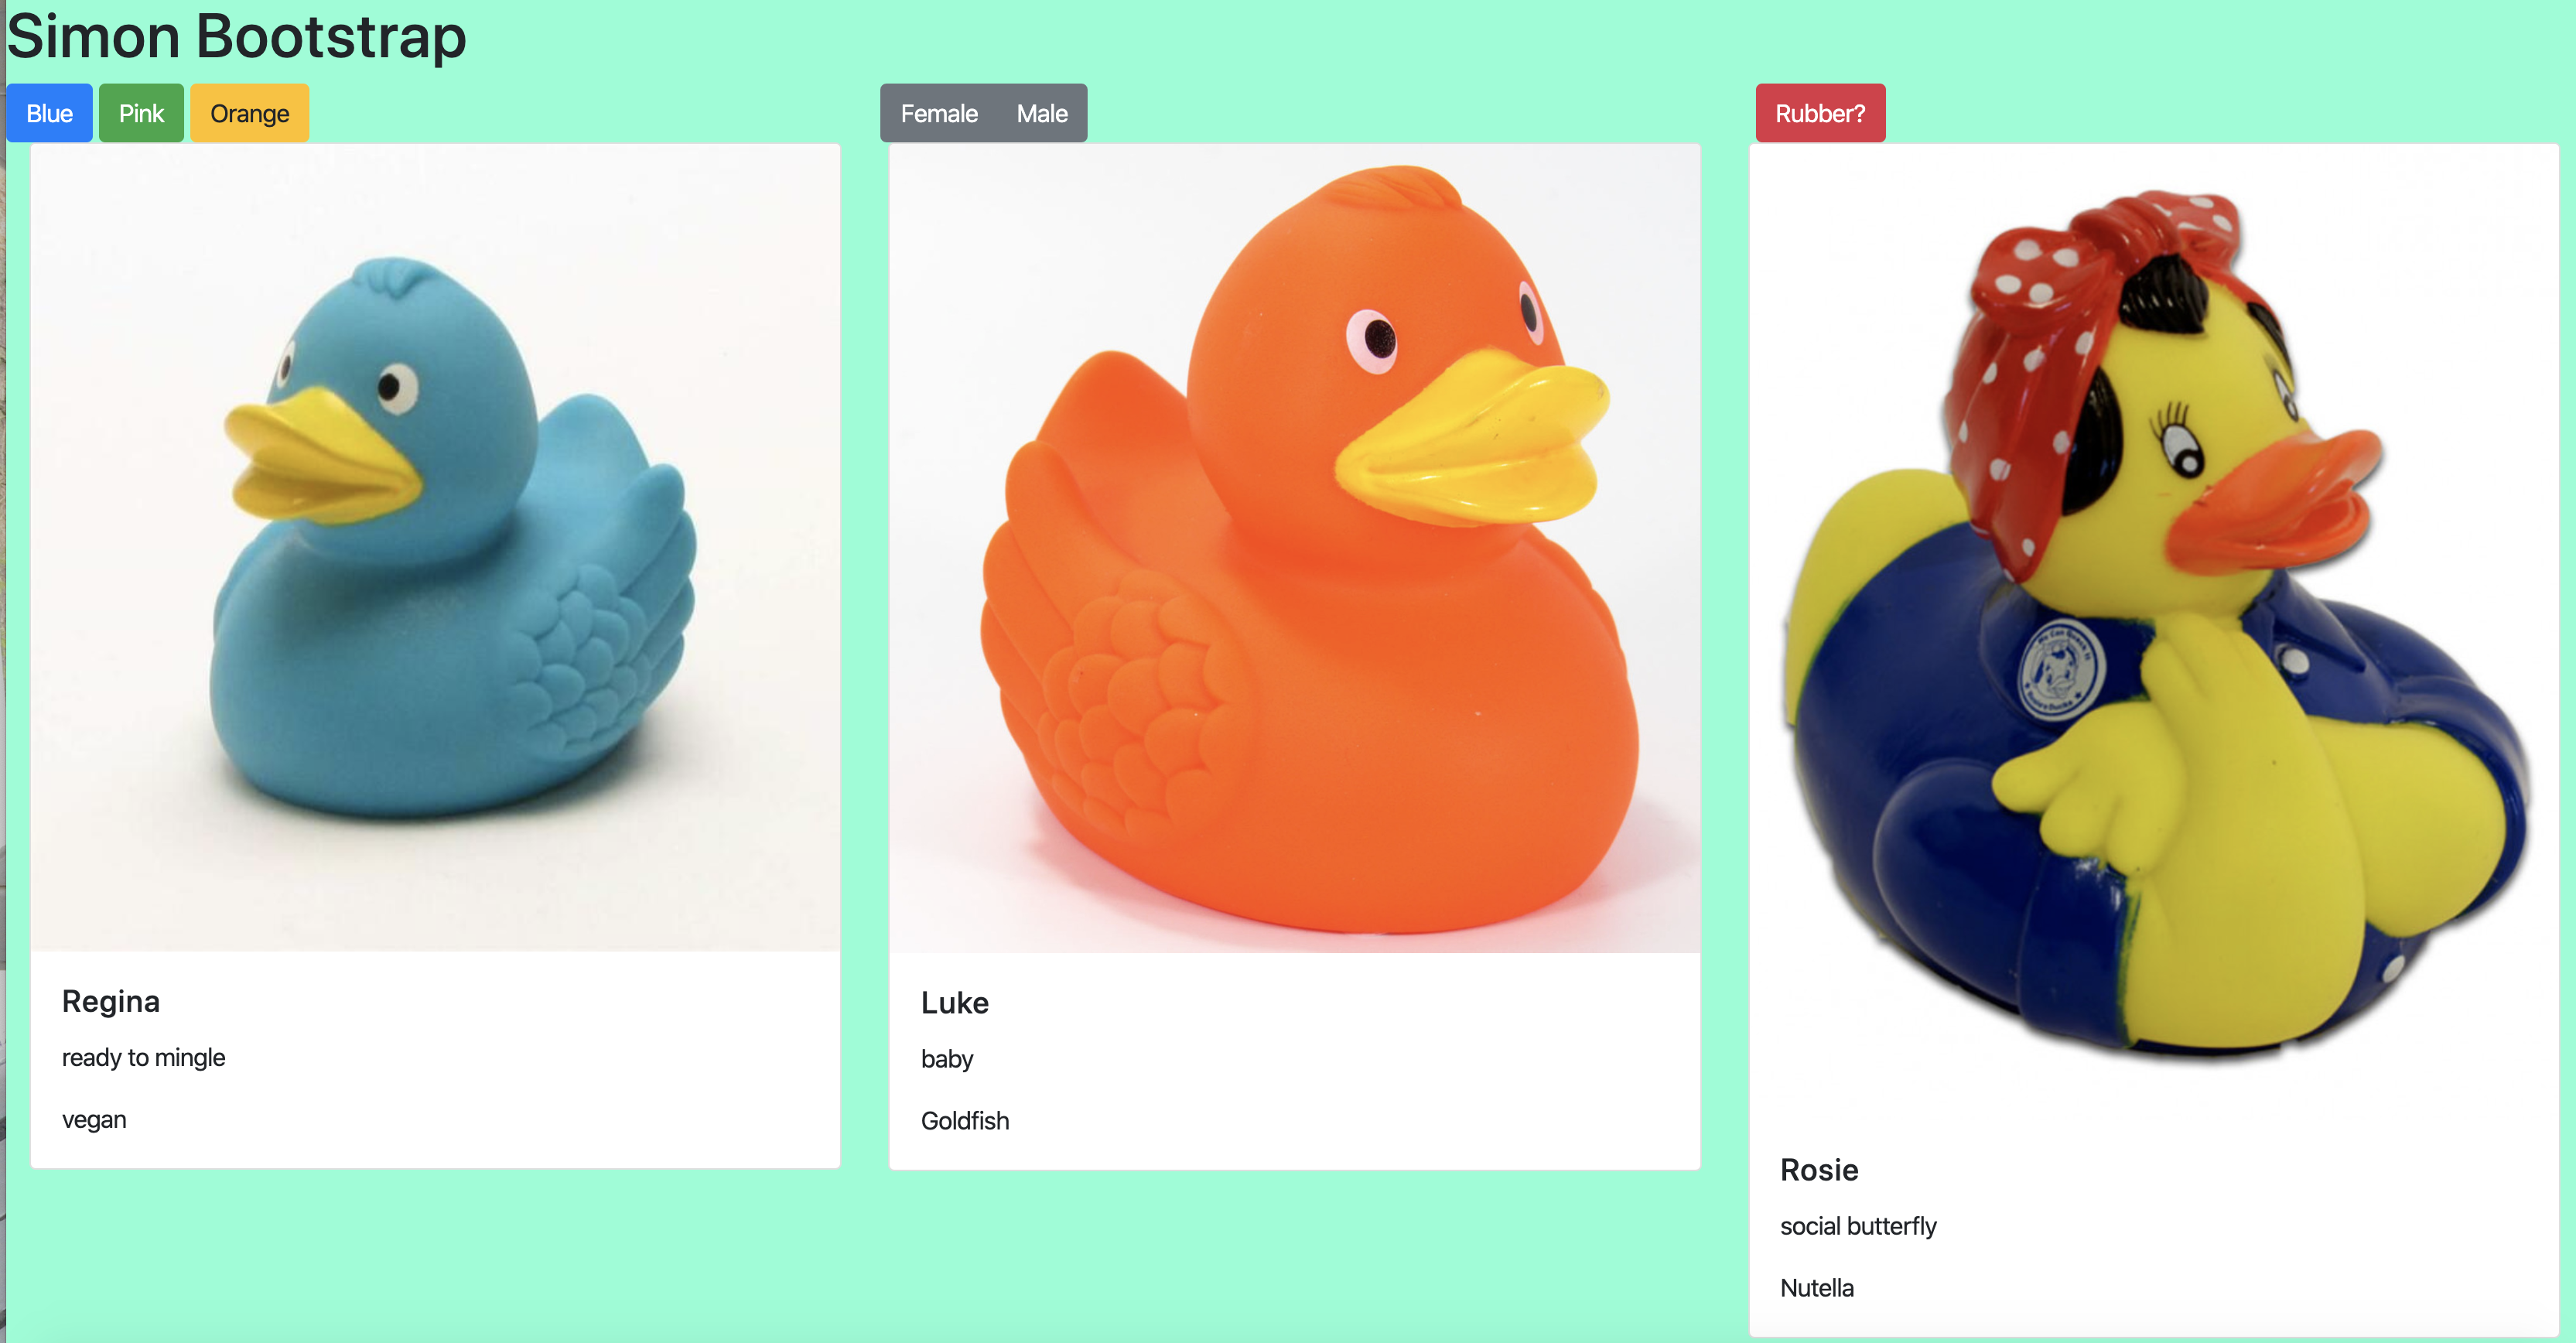 Simon Bootstrap
Blue Pink Orange Female Male Rubber?
Regina
ready to mingle
vegan
Luke
baby
Goldfish
Rosie
social butterfly
Nutella